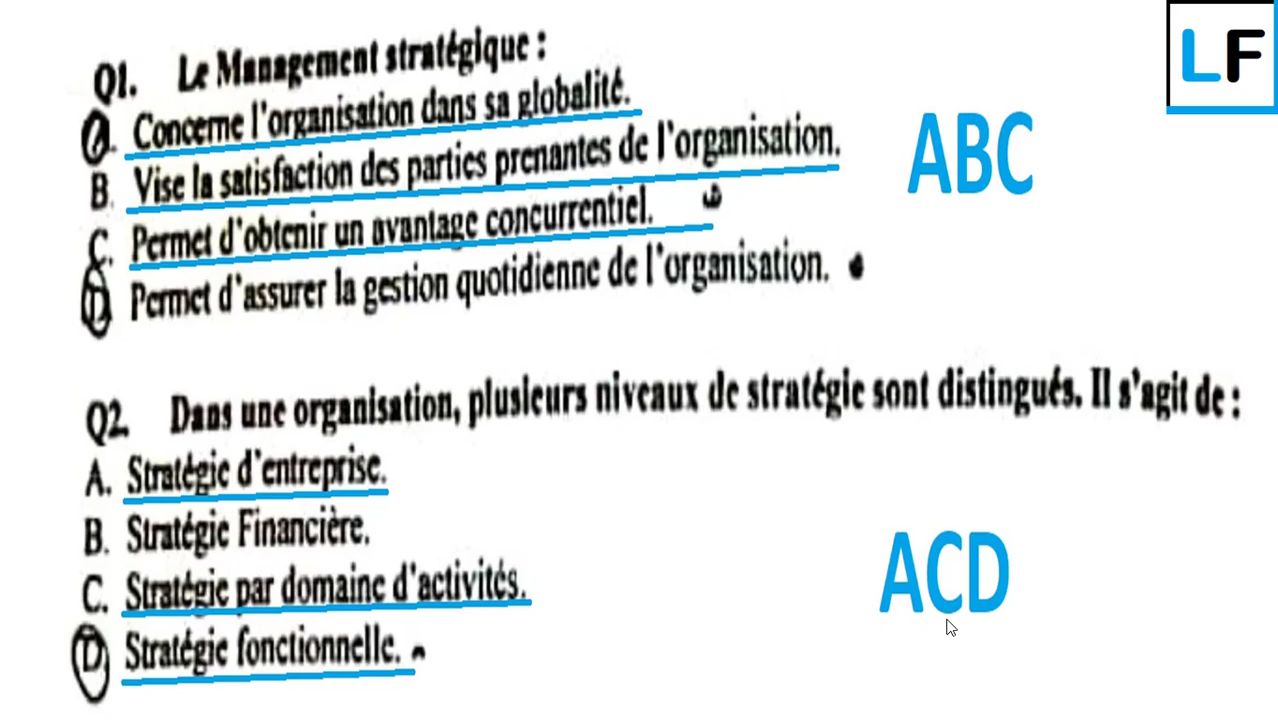 LF
Q1. Le Management stratégique :
A. Concerne l'organisation dans sa globalité.
B. Vise la satisfaction des parties prenantes de l'organisation.
C. Permet d'obtenir un avantage concurrentiel.
D. Permet d'assurer la gestion quotidienne de l'organisation.
ABC
Q2. Dans une organisation, plusieurs niveaux de stratégie sont distingués. Il s'agit de :
A. Stratégie d'entreprise.
B. Stratégie Financière.
C. Stratégie par domaine d'activités.
D. Stratégie fonctionnelle.
ACD